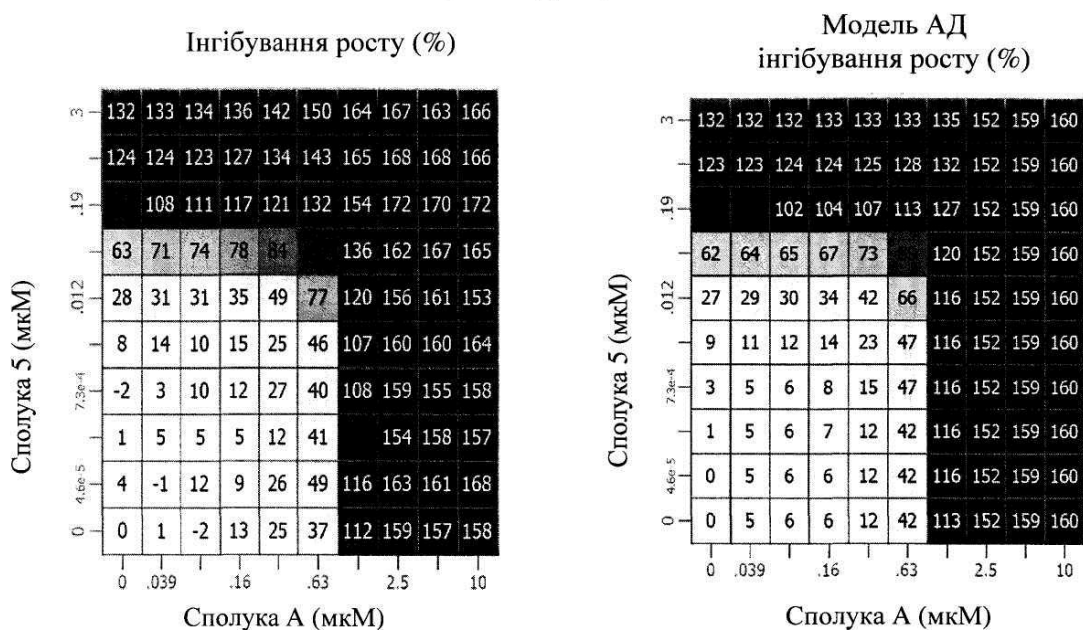 Інгібування росту (%)
3 132 133 134 136 142 150 164 167 163 166
124 124 123 127 134 143 165 168 168 166
.19 108 111 117 121 132 154 172 170 172
63 71 74 78 84 136 162 167 165
.012 28 31 31 35 49 77 120 156 161 153
8 14 10 15 25 46 107 160 160 164
7.3e-4 -2 3 10 12 27 40 108 159 155 158
1 5 5 5 12 41 154 158 157
4.6e-5 4 -1 12 9 26 49 116 163 161 168
0 0 1 -2 13 25 37 112 159 157 158
0 .039 .16 .63 2.5 10
Сполука 5 (мкМ)
Сполука А (мкМ)
Модель АД
інгібування росту (%)
3 132 132 132 133 133 133 135 152 159 160
123 123 124 124 125 128 132 152 159 160
.19 102 104 107 113 127 152 159 160
62 64 65 67 73 120 152 159 160
.012 27 29 30 34 42 66 116 152 159 160
9 11 12 14 23 47 116 152 159 160
7.3e-4 3 5 6 8 15 47 116 152 159 160
1 5 6 7 12 42 116 152 159 160
4.6e-5 0 5 6 6 12 42 116 152 159 160
0 0 5 6 6 12 42 113 152 159 160
0 .039 .16 .63 2.5 10
Сполука 5 (мкМ)
Сполука А (мкМ)